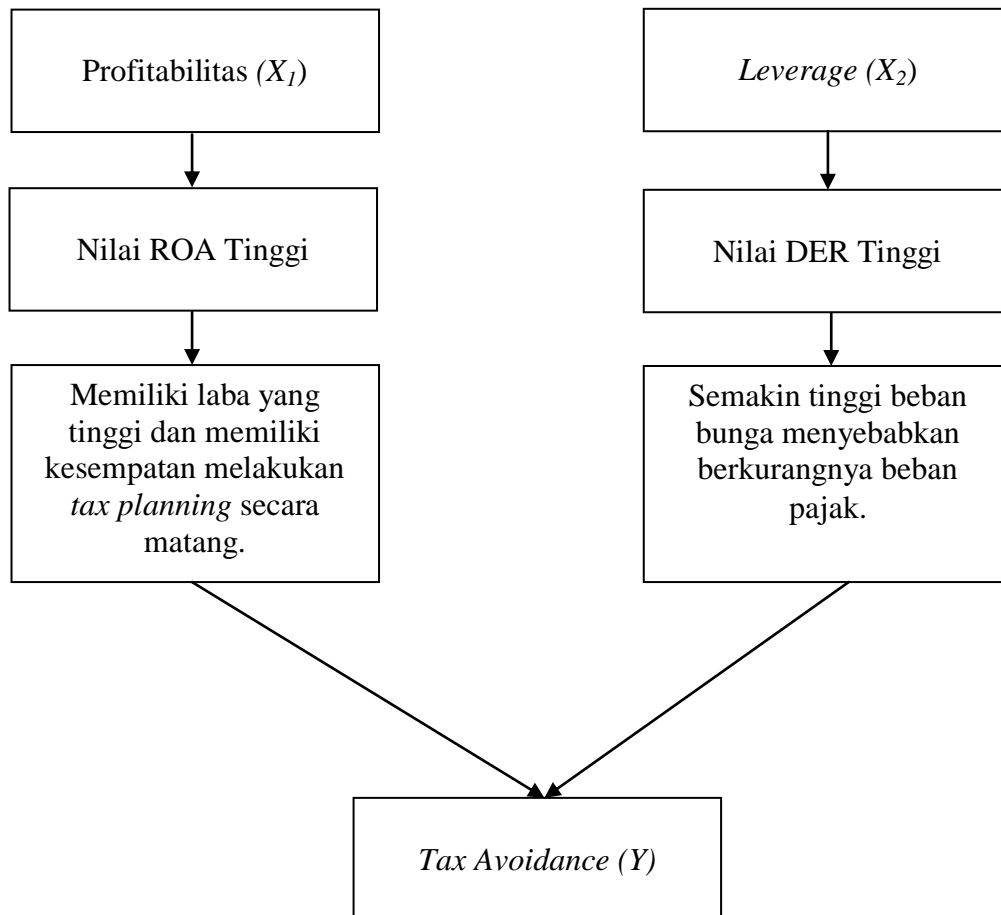 Profitabilitas (X1)
Leverage (X2)
Nilai ROA Tinggi
Nilai DER Tinggi
Memiliki laba yang
tinggi dan memiliki
kesempatan melakukan
tax planning secara
matang.
Semakin tinggi beban
bunga menyebabkan
berkurangnya beban
pajak.
Tax Avoidance (Y)